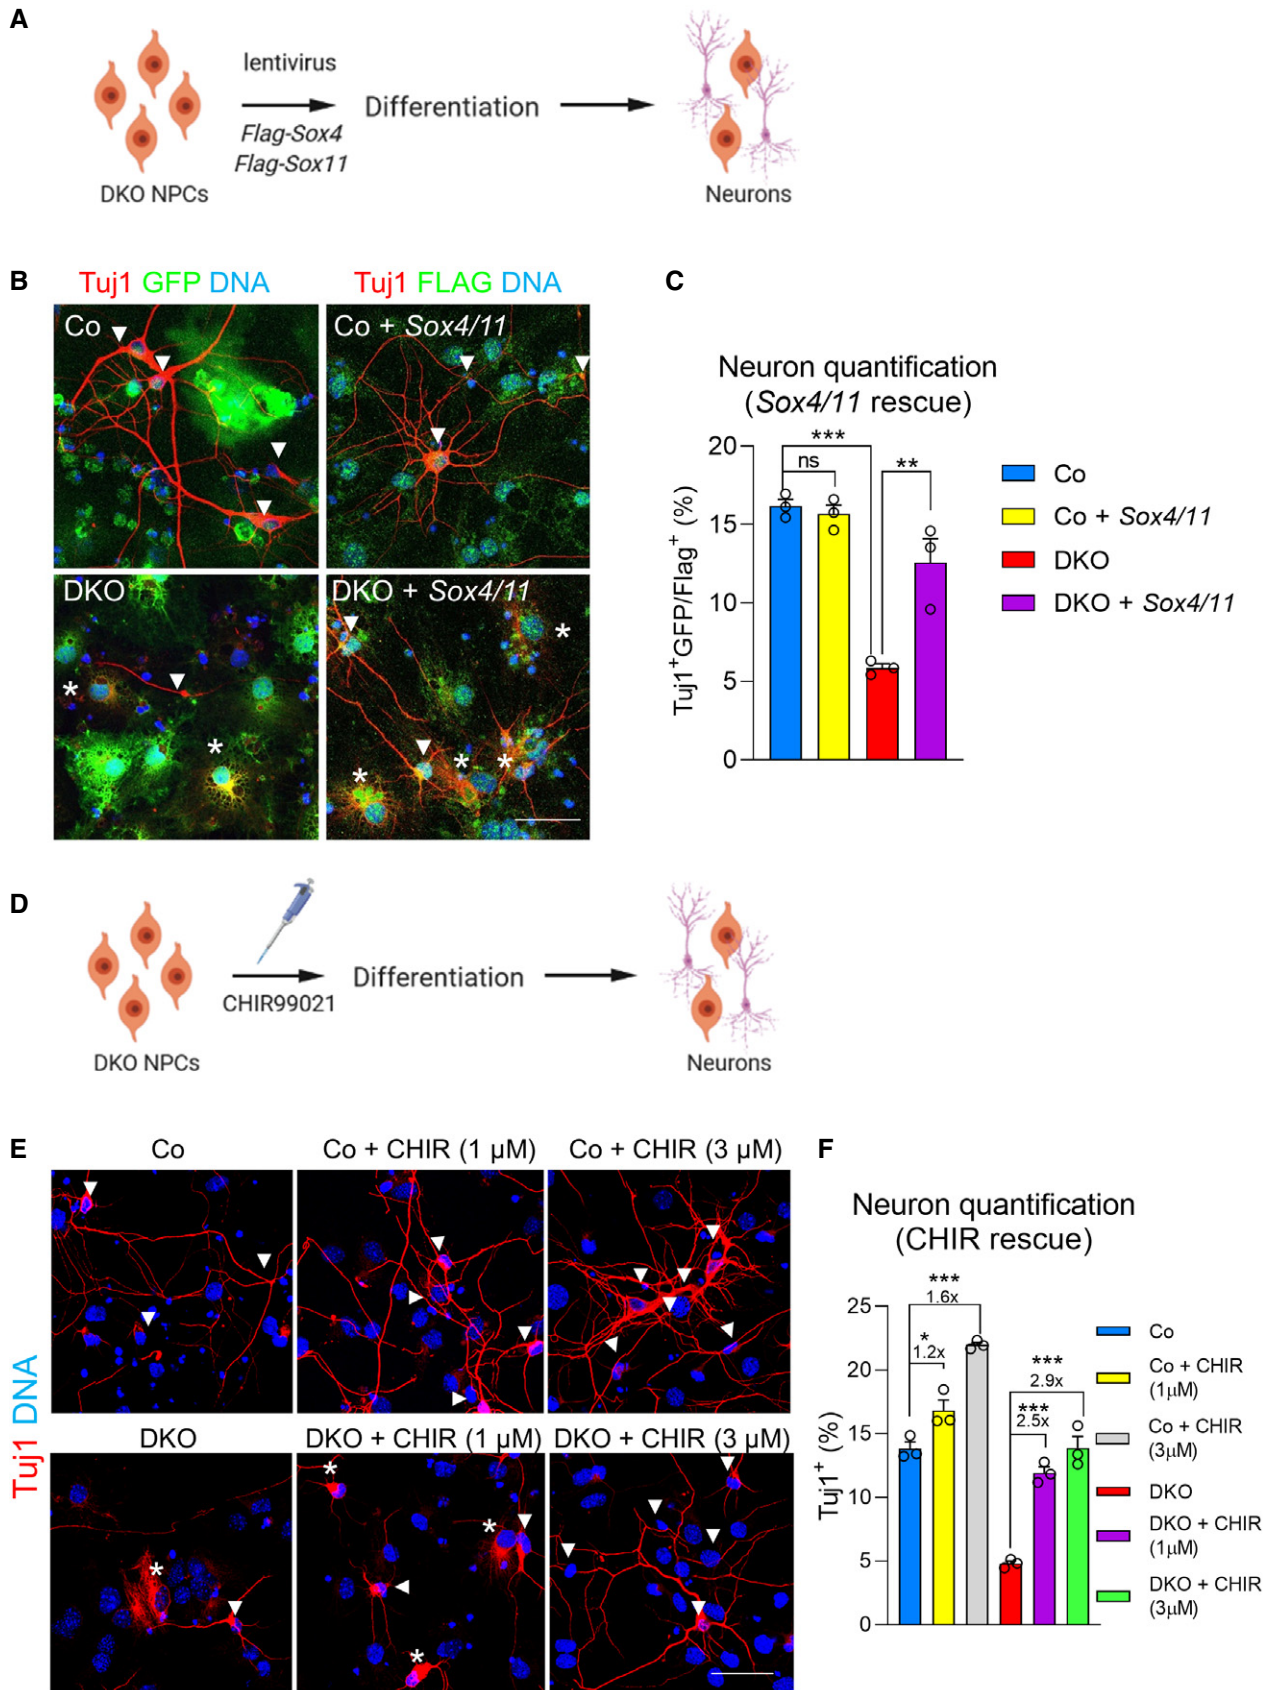 A
lentivirus
Flag-Sox4
Flag-Sox11
Differentiation
DKO NPCs
Neurons
B
Tuj1 GFP DNA
Tuj1 FLAG DNA
Co
Co + Sox4/11
DKO
DKO + Sox4/11
*
*
*
*
*
*
C
Neuron quantification
(Sox4/11 rescue)
***
ns
**
20
15
10
5
0
Tuj1+GFP/Flag+ (%)
Co
Co + Sox4/11
DKO
DKO + Sox4/11
D
CHIR99021
Differentiation
DKO NPCs
Neurons
E
Co
Co + CHIR (1 µM)
Co + CHIR (3 µM)
DKO
DKO + CHIR (1 µM)
DKO + CHIR (3 µM)
*
*
*
*
Tuj1 DNA
F
Neuron quantification
(CHIR rescue)
***
1.6x
*
1.2x
***
2.9x
***
2.5x
25
20
15
10
5
0
Tuj1+ (%)
Co
Co + CHIR
(1µM)
Co + CHIR
(3µM)
DKO
DKO + CHIR
(1µM)
DKO + CHIR
(3µM)